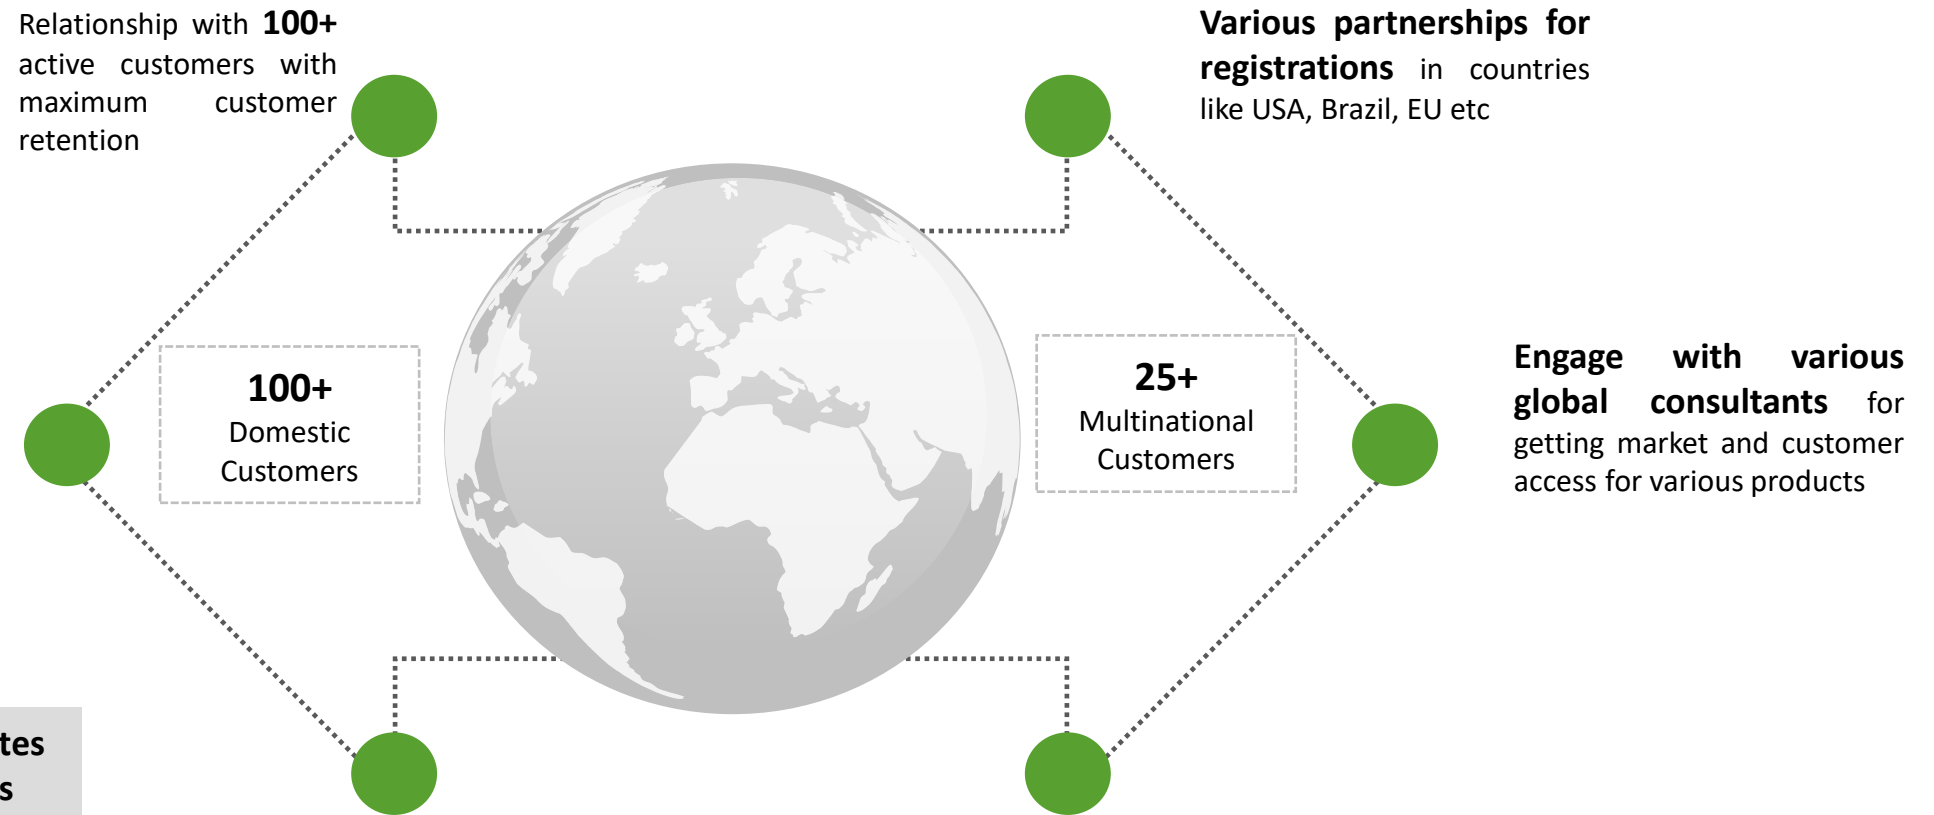 Relationship with 100+
active customers with
maximum customer
retention
Various partnerships for
registrations in countries
like USA, Brazil, EU etc
100+
Domestic
Customers
25+
Multinational
Customers
Engage with various
global consultants for
getting market and customer
access for various products